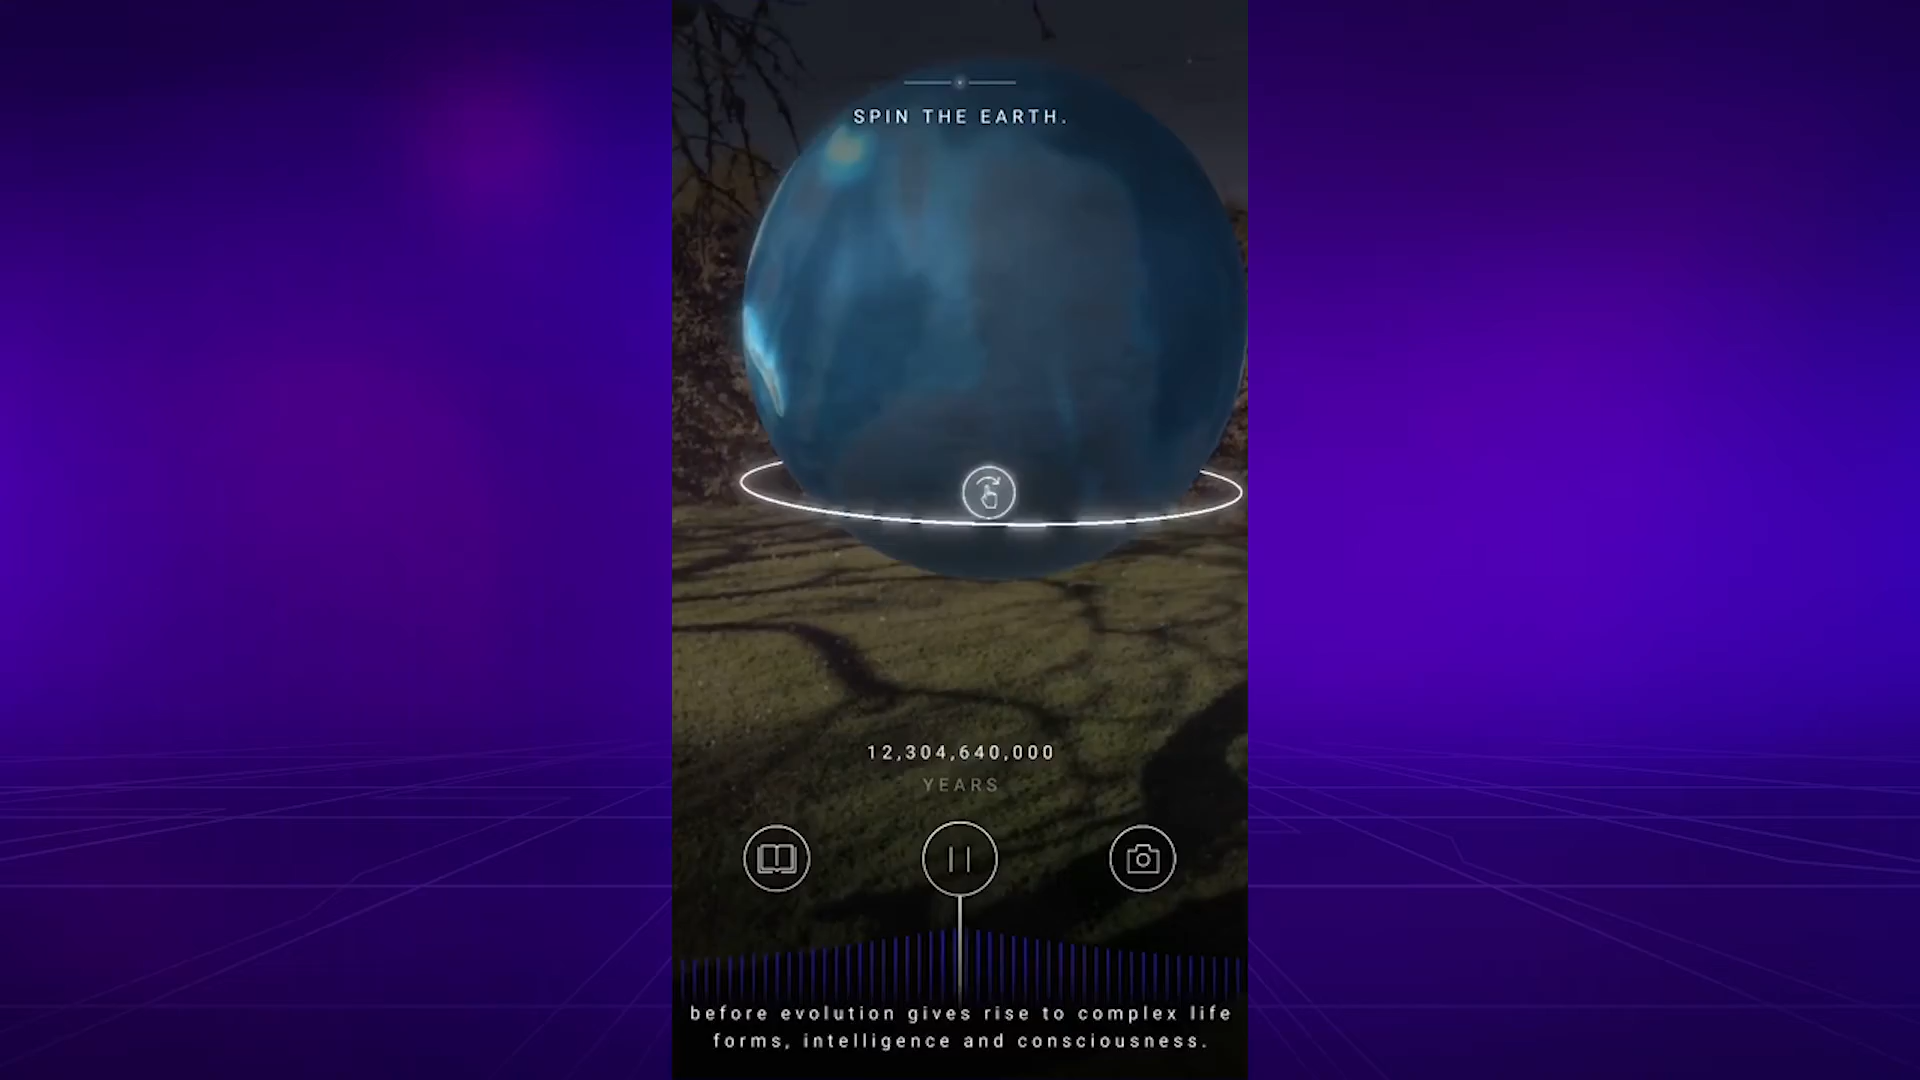 SPIN THE EARTH.
12,304,640,000
YEARS
before evolution gives rise to complex life
forms, intelligence and consciousness.